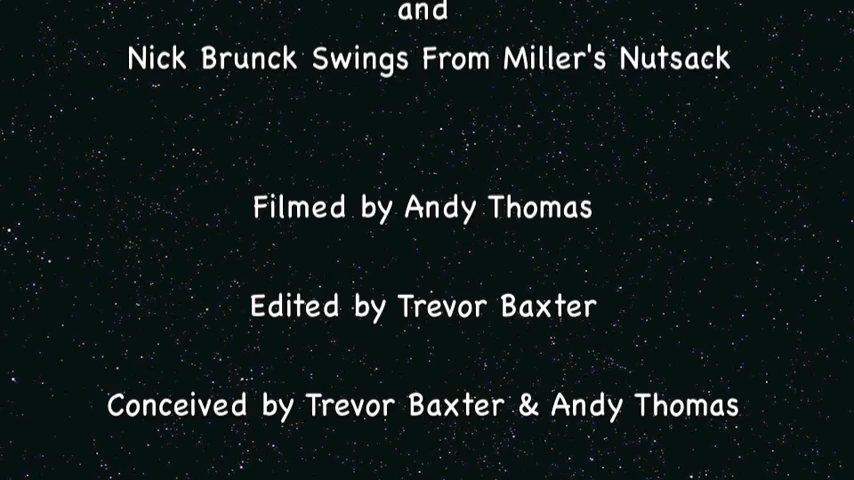 and
Nick Brunck Swings From Miller's Nutsack
Filmed by Andy Thomas
Edited by Trevor Baxter
Conceived by Trevor Baxter & Andy Thomas